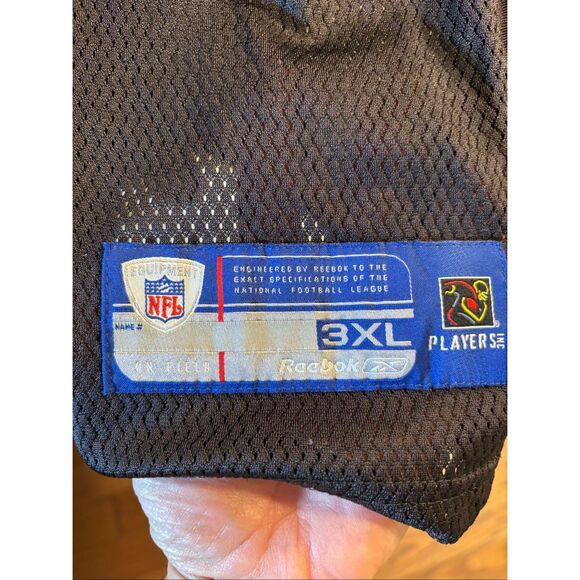 EQUIPMENT
NFL
ENGINEERED BY REEBOK TO THE
EXACT SPECIFICATIONS OF THE
NATIONAL FOOTBALL LEAGUE
NAME #
3XL
ON FIELD
Reebok
PLAYERS INC
®